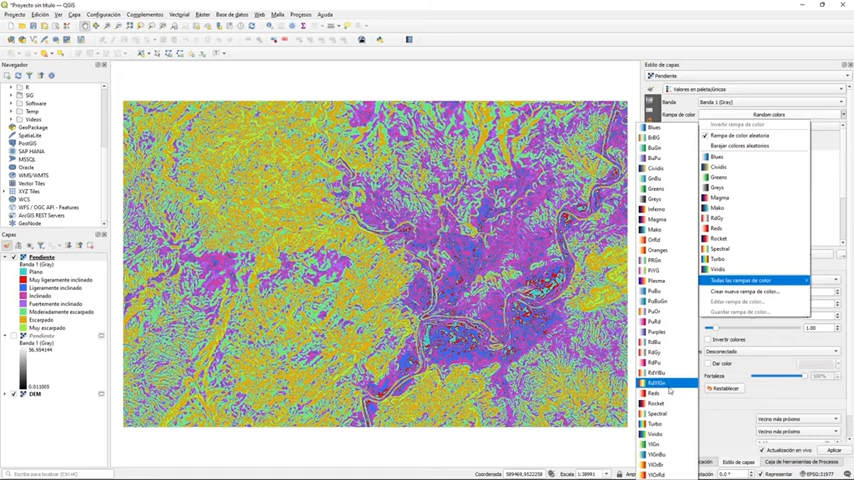 *Proyecto sin título — QGIS
Proyecto Edición Ver Capa Configuración Complementos Vectorial Ráster Base de datos Web Malla Procesos Ayuda
Navegador
R
SIG
Software
Temp
Videos
GeoPackage
SpatiaLite
PostGIS
SAP HANA
MSSQL
Oracle
WMS/WMTS
Vector Tiles
XYZ Tiles
WCS
WFS / OGC API - Features
ArcGIS REST Servers
GeoNode
Capas
Pendiente
Banda 1 (Gray)
Plano
Muy ligeramente inclinado
Ligeramente inclinado
Inclinado
Fuertemente inclinado
Moderadamente escarpado
Escarpado
Muy escarpado
Pendiente
Banda 1 (Gray)
56.954144
0.011005
DEM
Estilo de capas
Pendiente
Valores en paleta/únicos
Banda
Banda 1 (Gray)
Rampa de color
Random colors
Invertir rampa de color
Rampa de color aleatoria
Barajar colores aleatorios
Blues
Cividis
Greens
Greys
Magma
Mako
RdGy
Reds
Rocket
Spectral
Turbo
Viridis
Todas las rampas de color
Crear nueva rampa de color...
Editar rampa de color...
Guardar rampa de color...
Blues
BrBG
BuGn
BuPu
Cividis
GnBu
Greens
Greys
Inferno
Magma
Mako
OrRd
Oranges
PRGn
PiYG
Plasma
PuBu
PuBuGn
PuOr
PuRd
Purples
RdBu
RdGy
RdPu
RdYlBu
RdYlGn
Reds
Rocket
Spectral
Turbo
Viridis
YlGn
YlGnBu
YlOrBr
YlOrRd
1.00
Invertir colores
Desconectado
Dar color
Fortaleza
100%
Restablecer
Vecino más próximo
Vecino más próximo
Actualización en vivo
Aplicar
Estilo de capas
Caja de herramientas de Procesos
Escriba para localizar (Ctrl+K)
Coordenada
589469,9522258
Escala
1:38991
0.0 °
Representar
EPSG:31977